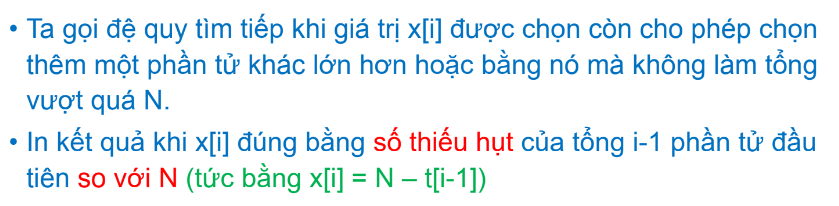 • Ta gọi đệ quy tìm tiếp khi giá trị x[i] được chọn còn cho phép chọn
thêm một phần tử khác lớn hơn hoặc bằng nó mà không làm tổng
vượt quá N.
• In kết quả khi x[i] đúng bằng số thiếu hụt của tổng i-1 phần tử đầu
tiên so với N (tức bằng x[i] = N – t[i-1])